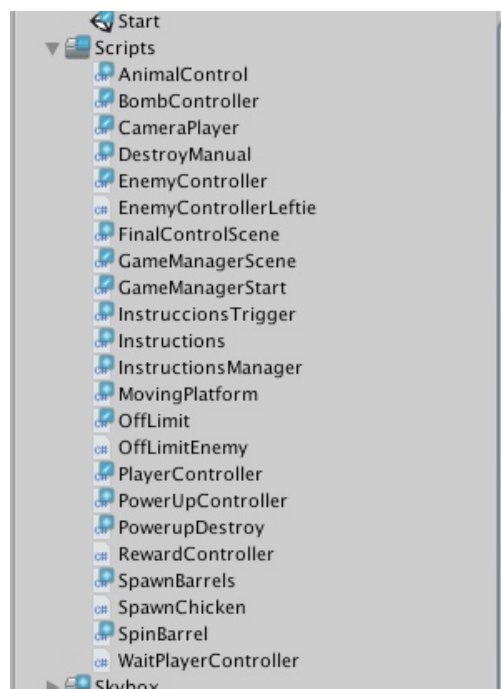 Start
Scripts
AnimalControl
BombController
CameraPlayer
DestroyManual
EnemyController
EnemyControllerLeftie
FinalControlScene
GameManagerScene
GameManagerStart
InstruccionsTrigger
Instructions
InstructionsManager
MovingPlatform
OffLimit
OffLimitEnemy
PlayerController
PowerUpController
PowerupDestroy
RewardController
SpawnBarrels
SpawnChicken
SpinBarrel
WaitPlayerController
Skybox